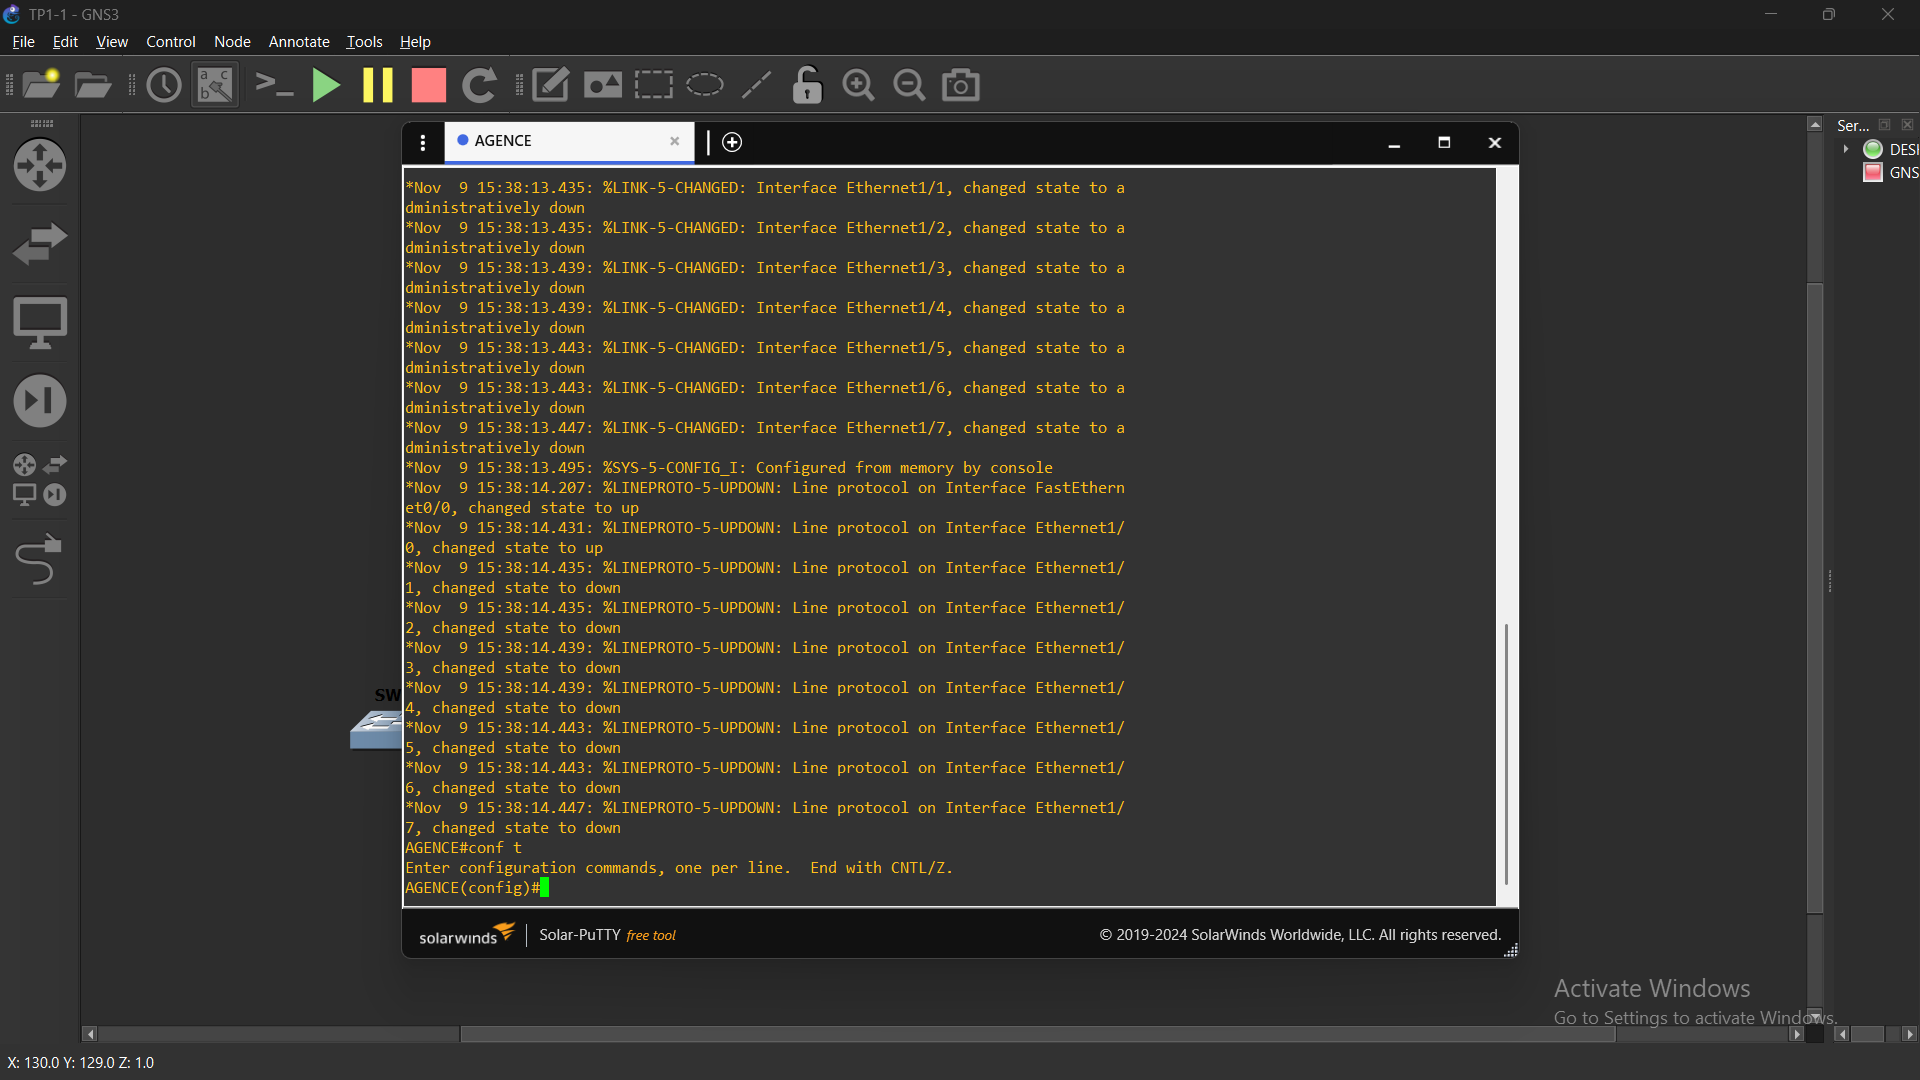 TP1-1 - GNS3
File Edit View Control Node Annotate Tools Help
a c
b
Ser...
DESI
GNS
SW
AGENCE
*Nov  9 15:38:13.435: %LINK-5-CHANGED: Interface Ethernet1/1, changed state to a
dministratively down
*Nov  9 15:38:13.435: %LINK-5-CHANGED: Interface Ethernet1/2, changed state to a
dministratively down
*Nov  9 15:38:13.439: %LINK-5-CHANGED: Interface Ethernet1/3, changed state to a
dministratively down
*Nov  9 15:38:13.439: %LINK-5-CHANGED: Interface Ethernet1/4, changed state to a
dministratively down
*Nov  9 15:38:13.443: %LINK-5-CHANGED: Interface Ethernet1/5, changed state to a
dministratively down
*Nov  9 15:38:13.443: %LINK-5-CHANGED: Interface Ethernet1/6, changed state to a
dministratively down
*Nov  9 15:38:13.447: %LINK-5-CHANGED: Interface Ethernet1/7, changed state to a
dministratively down
*Nov  9 15:38:13.495: %SYS-5-CONFIG_I: Configured from memory by console
*Nov  9 15:38:14.207: %LINEPROTO-5-UPDOWN: Line protocol on Interface FastEthern
et0/0, changed state to up
*Nov  9 15:38:14.431: %LINEPROTO-5-UPDOWN: Line protocol on Interface Ethernet1/
0, changed state to up
*Nov  9 15:38:14.435: %LINEPROTO-5-UPDOWN: Line protocol on Interface Ethernet1/
1, changed state to down
*Nov  9 15:38:14.435: %LINEPROTO-5-UPDOWN: Line protocol on Interface Ethernet1/
2, changed state to down
*Nov  9 15:38:14.439: %LINEPROTO-5-UPDOWN: Line protocol on Interface Ethernet1/
3, changed state to down
*Nov  9 15:38:14.439: %LINEPROTO-5-UPDOWN: Line protocol on Interface Ethernet1/
4, changed state to down
*Nov  9 15:38:14.443: %LINEPROTO-5-UPDOWN: Line protocol on Interface Ethernet1/
5, changed state to down
*Nov  9 15:38:14.443: %LINEPROTO-5-UPDOWN: Line protocol on Interface Ethernet1/
6, changed state to down
*Nov  9 15:38:14.447: %LINEPROTO-5-UPDOWN: Line protocol on Interface Ethernet1/
7, changed state to down
AGENCE#conf t
Enter configuration commands, one per line.  End with CNTL/Z.
AGENCE(config)#
solarwinds Solar-PuTTY free tool © 2019-2024 SolarWinds Worldwide, LLC. All rights reserved.
Activate Windows
Go to Settings to activate Windows.
X: 130.0 Y: 129.0 Z: 1.0